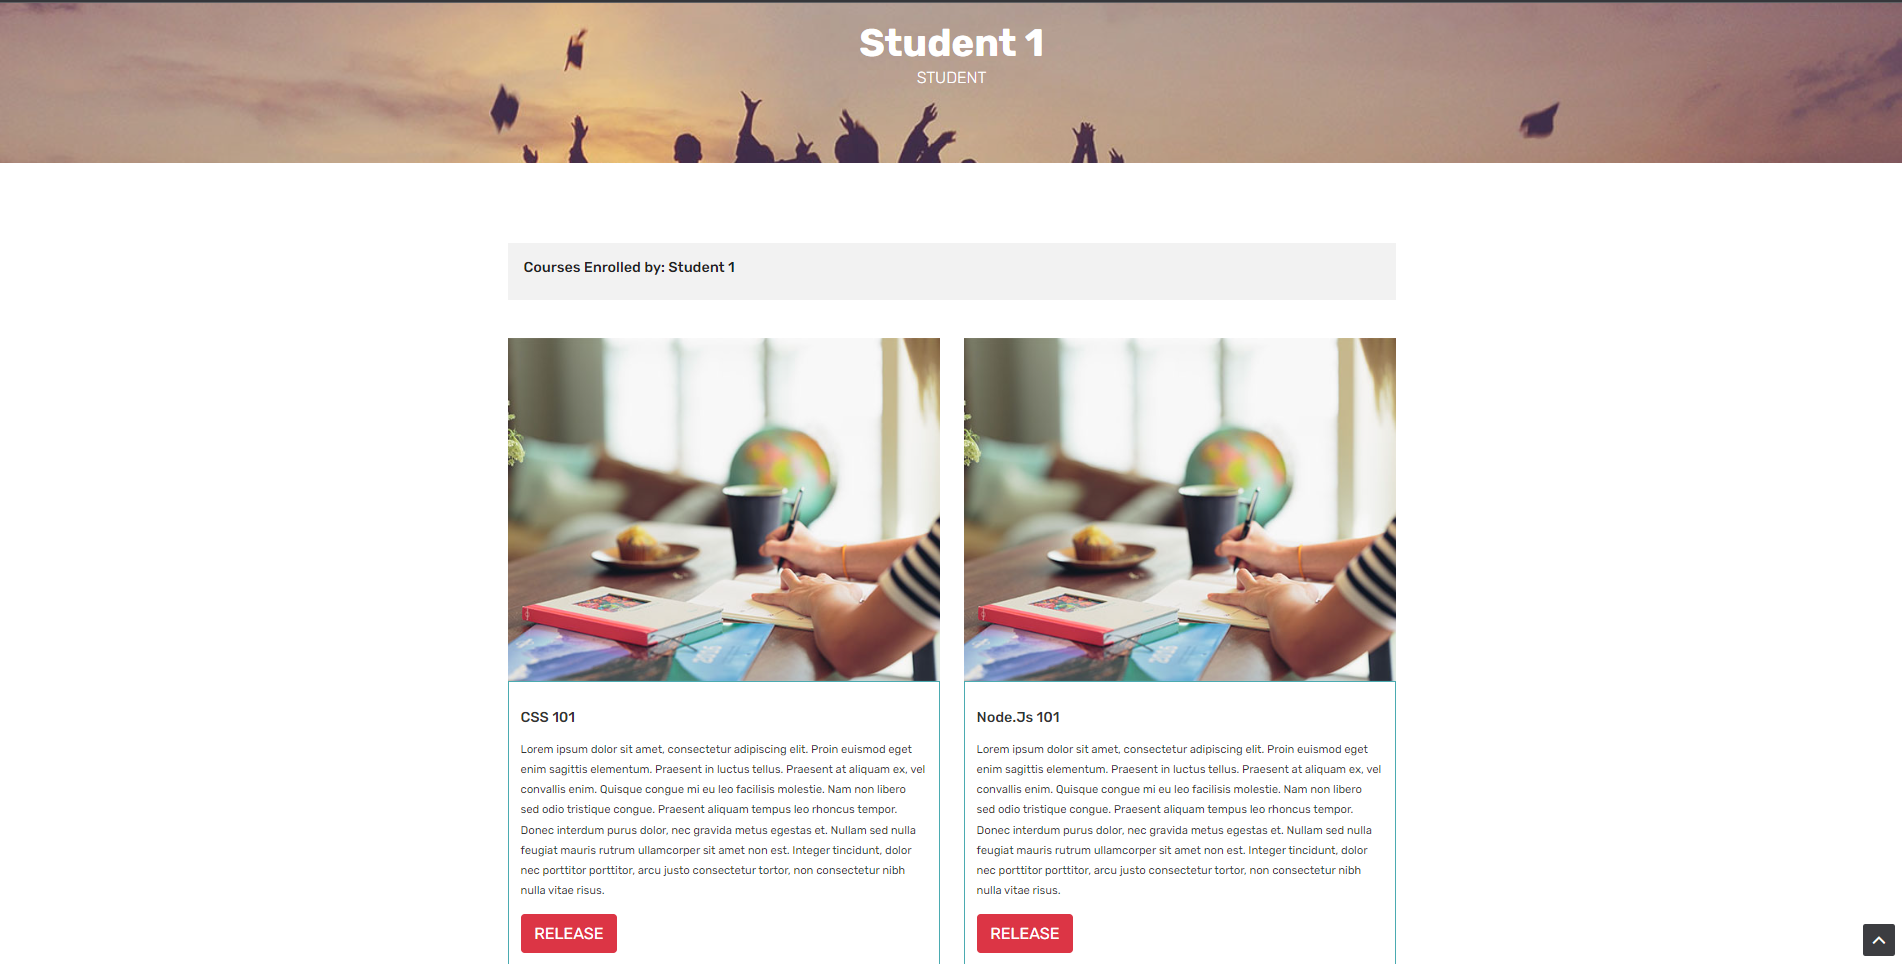 Student 1
STUDENT
Courses Enrolled by: Student 1
CSS 101
Lorem ipsum dolor sit amet, consectetur adipiscing elit. Proin euismod eget
enim sagittis elementum. Praesent in luctus tellus. Praesent at aliquam ex, vel
convallis enim. Quisque congue mi eu leo facilisis molestie. Nam non libero
sed odio tristique congue. Praesent aliquam tempus leo rhoncus tempor.
Donec interdum purus dolor, nec gravida metus egestas et. Nullam sed nulla
feugiat mauris rutrum ullamcorper sit amet non est. Integer tincidunt, dolor
nec porttitor porttitor, arcu justo consectetur tortor, non consectetur nibh
nulla vitae risus.
RELEASE
Node.Js 101
Lorem ipsum dolor sit amet, consectetur adipiscing elit. Proin euismod eget
enim sagittis elementum. Praesent in luctus tellus. Praesent at aliquam ex, vel
convallis enim. Quisque congue mi eu leo facilisis molestie. Nam non libero
sed odio tristique congue. Praesent aliquam tempus leo rhoncus tempor.
Donec interdum purus dolor, nec gravida metus egestas et. Nullam sed nulla
feugiat mauris rutrum ullamcorper sit amet non est. Integer tincidunt, dolor
nec porttitor porttitor, arcu justo consectetur tortor, non consectetur nibh
nulla vitae risus.
RELEASE